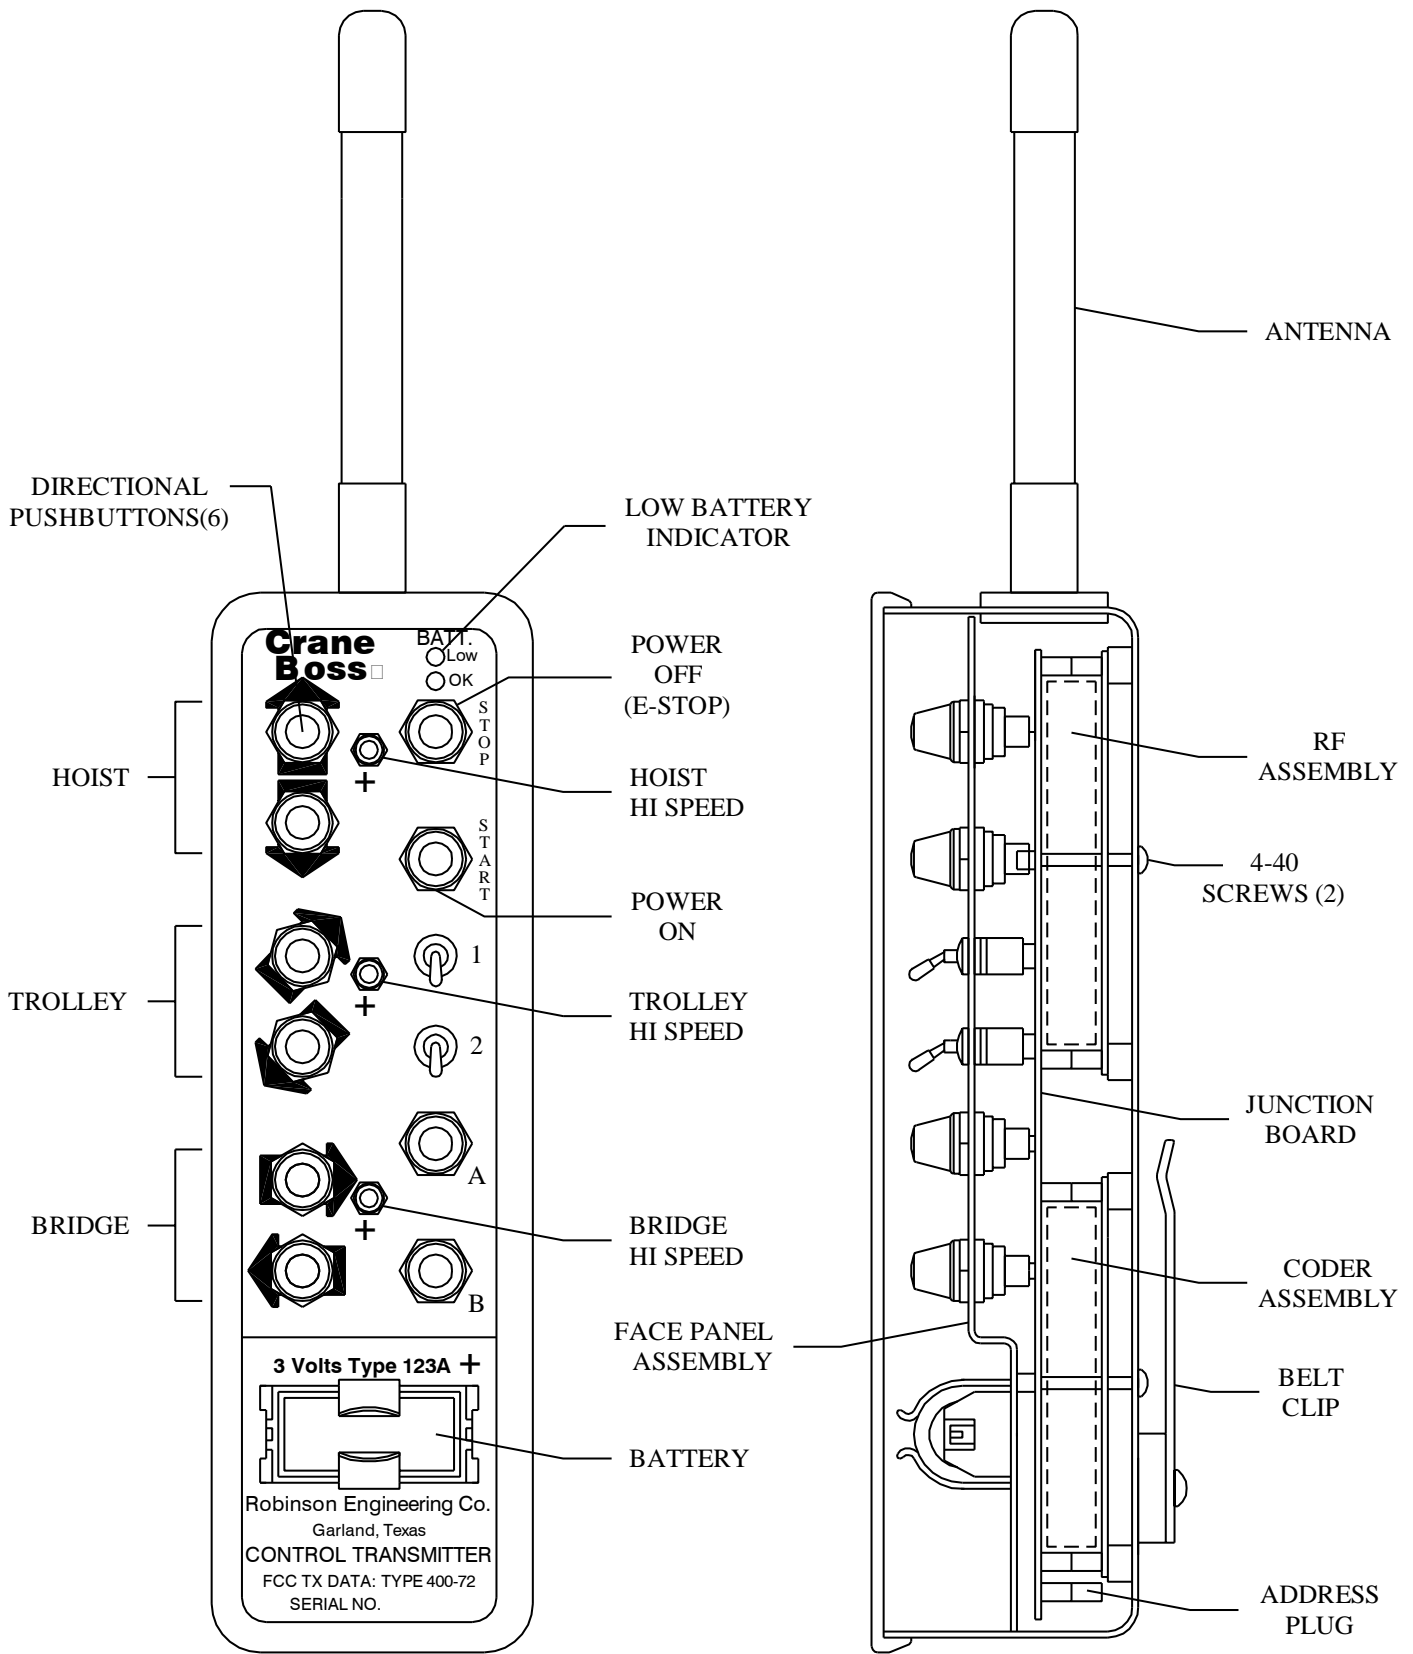 ANTENNA
DIRECTIONAL
PUSHBUTTONS(6)
LOW BATTERY
INDICATOR
Crane
Boss
BATT.
Low
OK
STOP
START
POWER
OFF
(E-STOP)
HOIST
+
HOIST
HI SPEED
RF
ASSEMBLY
4-40
SCREWS (2)
POWER
ON
TROLLEY
+
1
2
TROLLEY
HI SPEED
JUNCTION
BOARD
BRIDGE
+
A
B
BRIDGE
HI SPEED
CODER
ASSEMBLY
FACE PANEL
ASSEMBLY
BELT
CLIP
3 Volts Type 123A +
BATTERY
Robinson Engineering Co.
Garland, Texas
CONTROL TRANSMITTER
FCC TX DATA: TYPE 400-72
SERIAL NO.
ADDRESS
PLUG